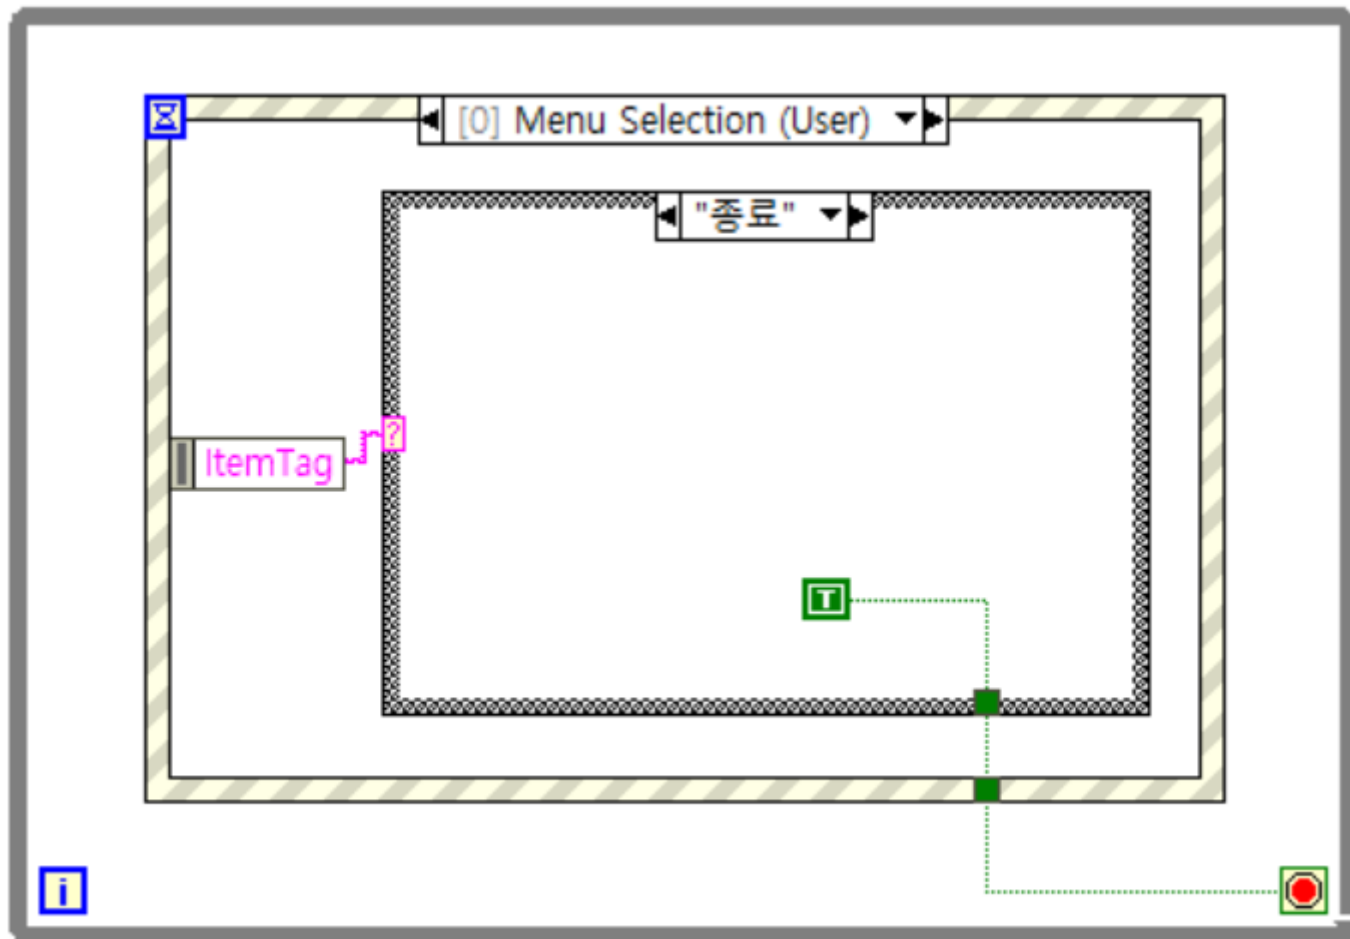 [0] Menu Selection (User)
"종료"
ItemTag
?
T
i